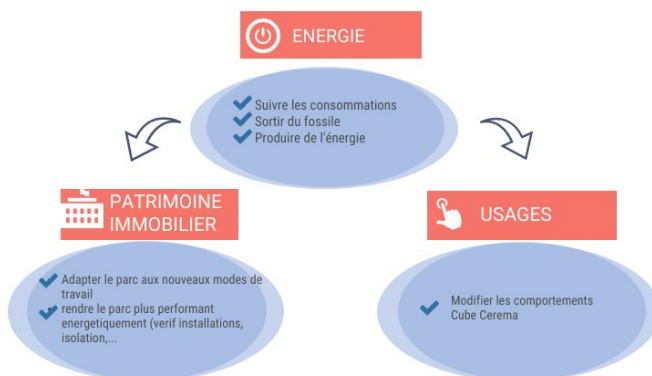 ENERGIE
Suivre les consommations
Sortir du fossile
Produire de l'énergie
PATRIMOINE
IMMOBILIER
Adapter le parc aux nouveaux modes de
travail
rendre le parc plus performant
energetiquement (verif installations,
isolation,...
USAGES
Modifier les comportements
Cube Cerema